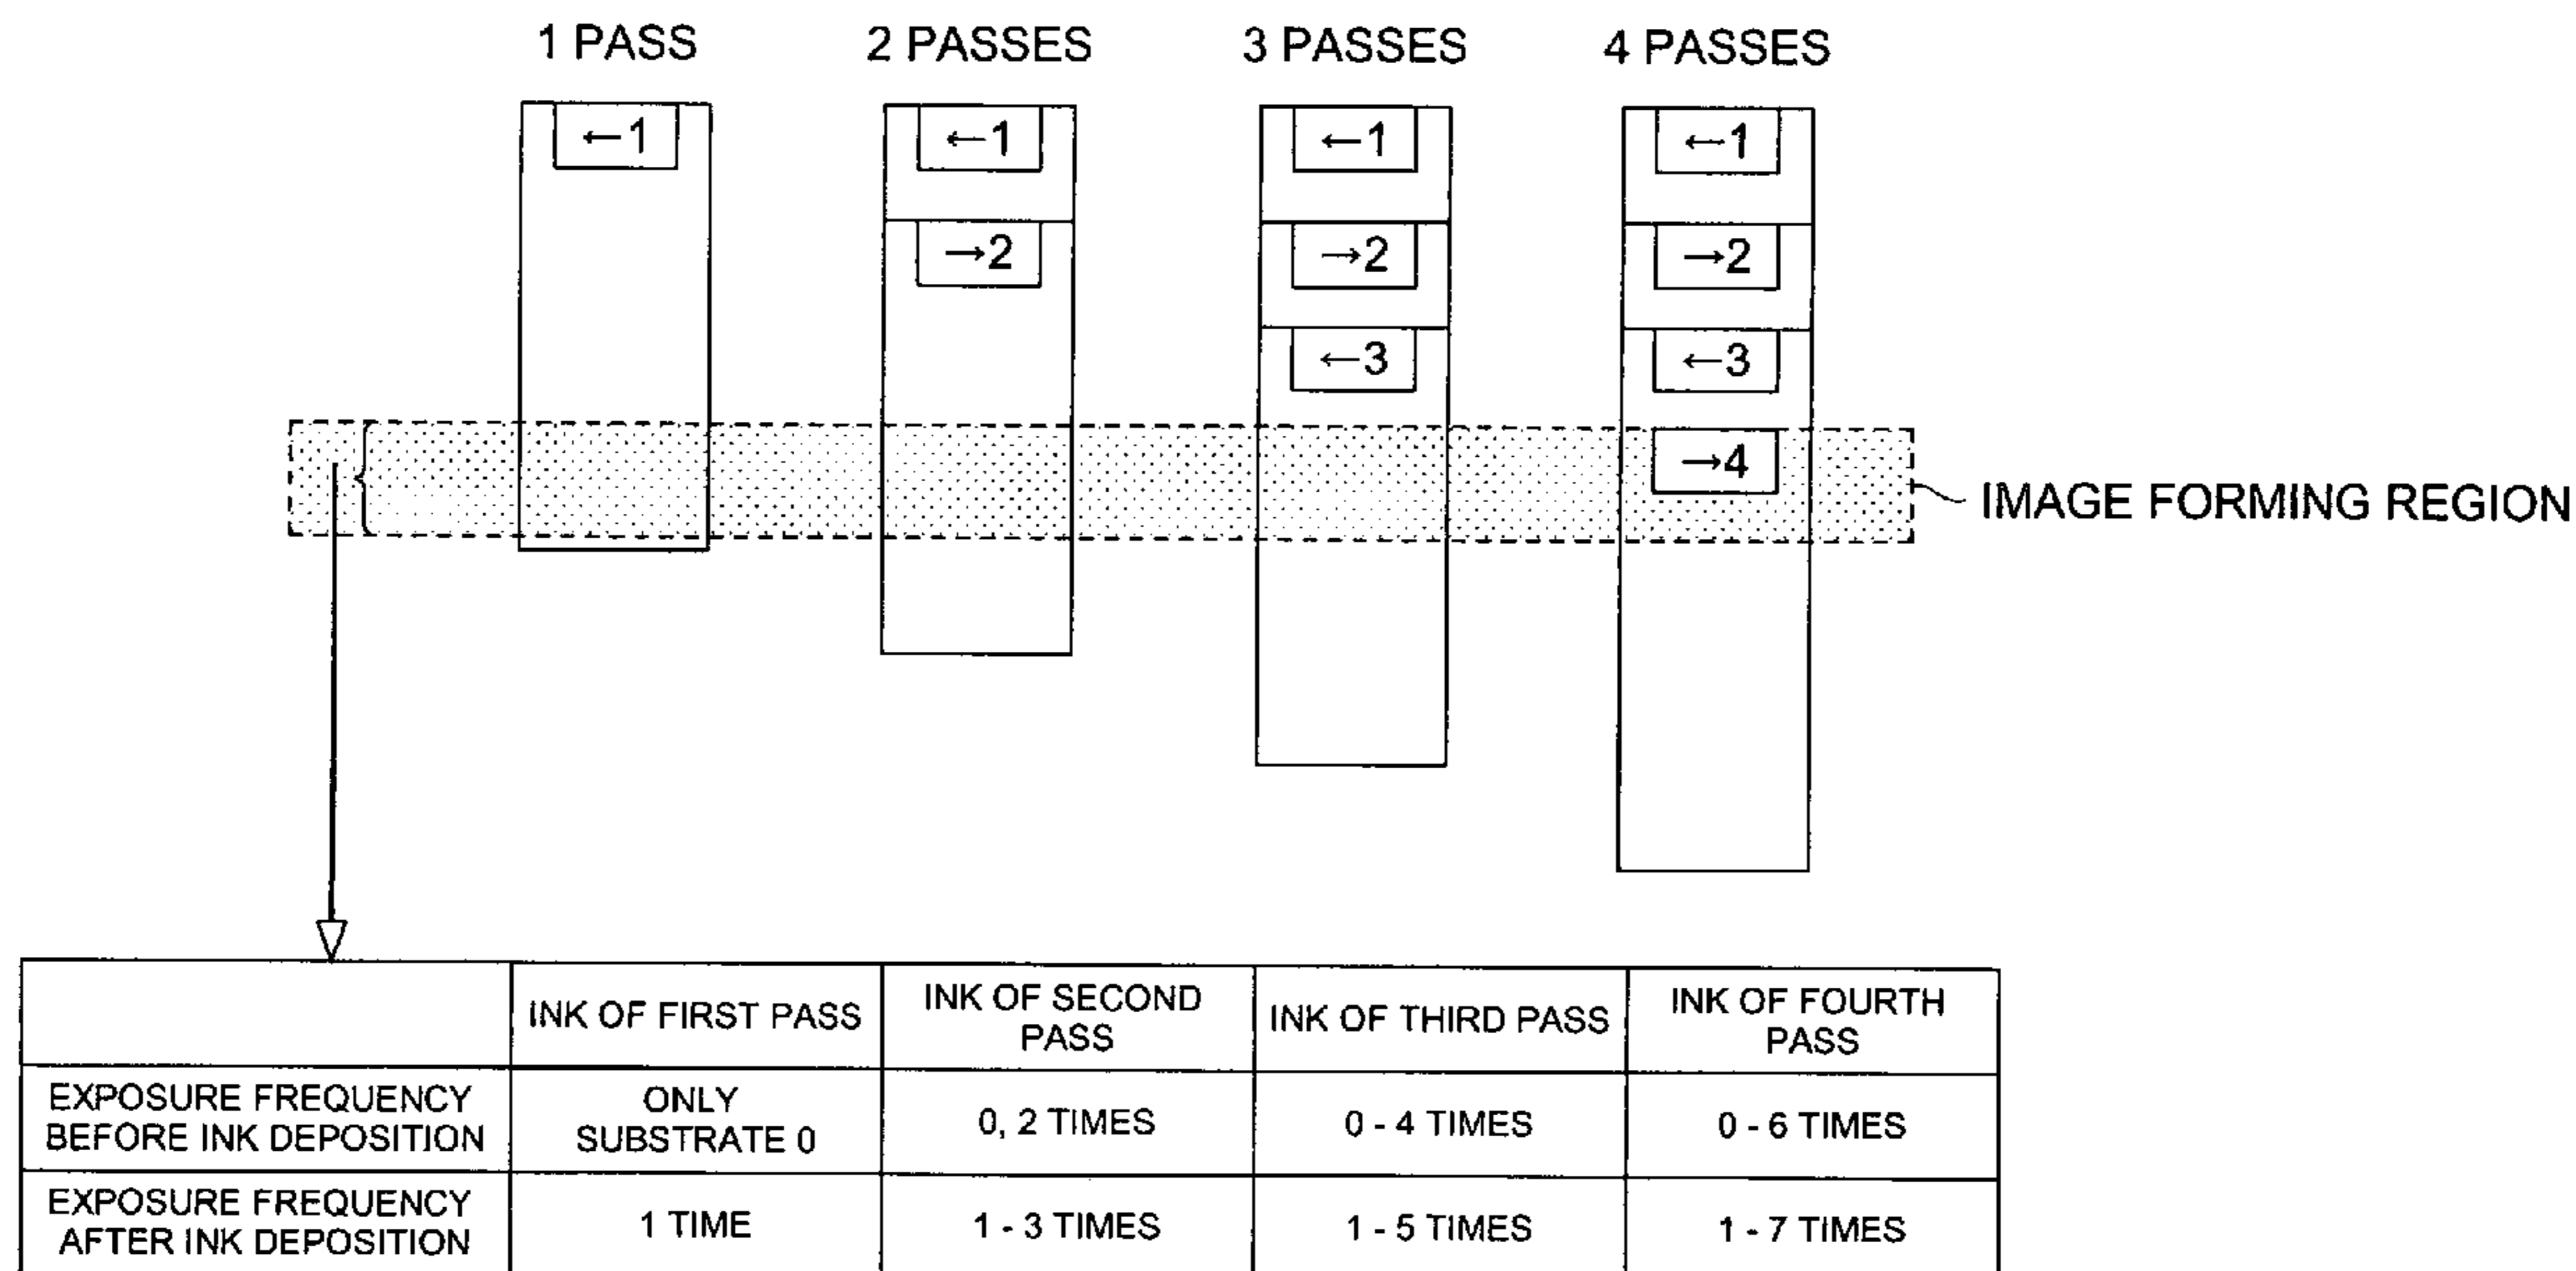 1 PASS
2 PASSES
3 PASSES
4 PASSES
←1
←1
←1
←1
→2
→2
→2
←3
←3
→4
IMAGE FORMING REGION
INK OF FIRST PASS
INK OF SECOND
PASS
INK OF THIRD PASS
INK OF FOURTH
PASS
EXPOSURE FREQUENCY
BEFORE INK DEPOSITION
ONLY
SUBSTRATE 0
0, 2 TIMES
0 - 4 TIMES
0 - 6 TIMES
EXPOSURE FREQUENCY
AFTER INK DEPOSITION
1 TIME
1 - 3 TIMES
1 - 5 TIMES
1 - 7 TIMES